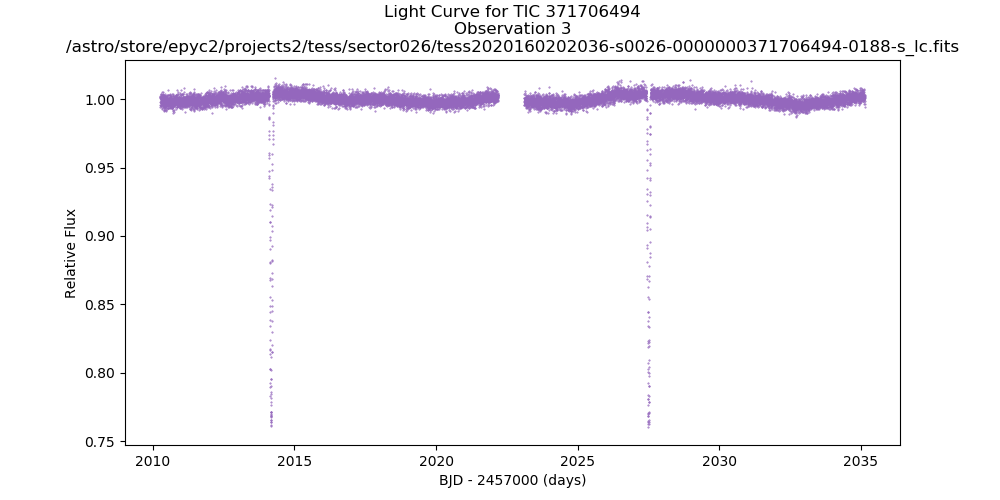 Light Curve for TIC 371706494
Observation 3
/astro/store/epyc2/projects2/tess/sector026/tess2020160202036-s0026-0000000371706494-0188-s_lc.fits
1.00
0.95
0.90
0.85
0.80
0.75
Relative Flux
2010 2015 2020 2025 2030 2035
BJD - 2457000 (days)